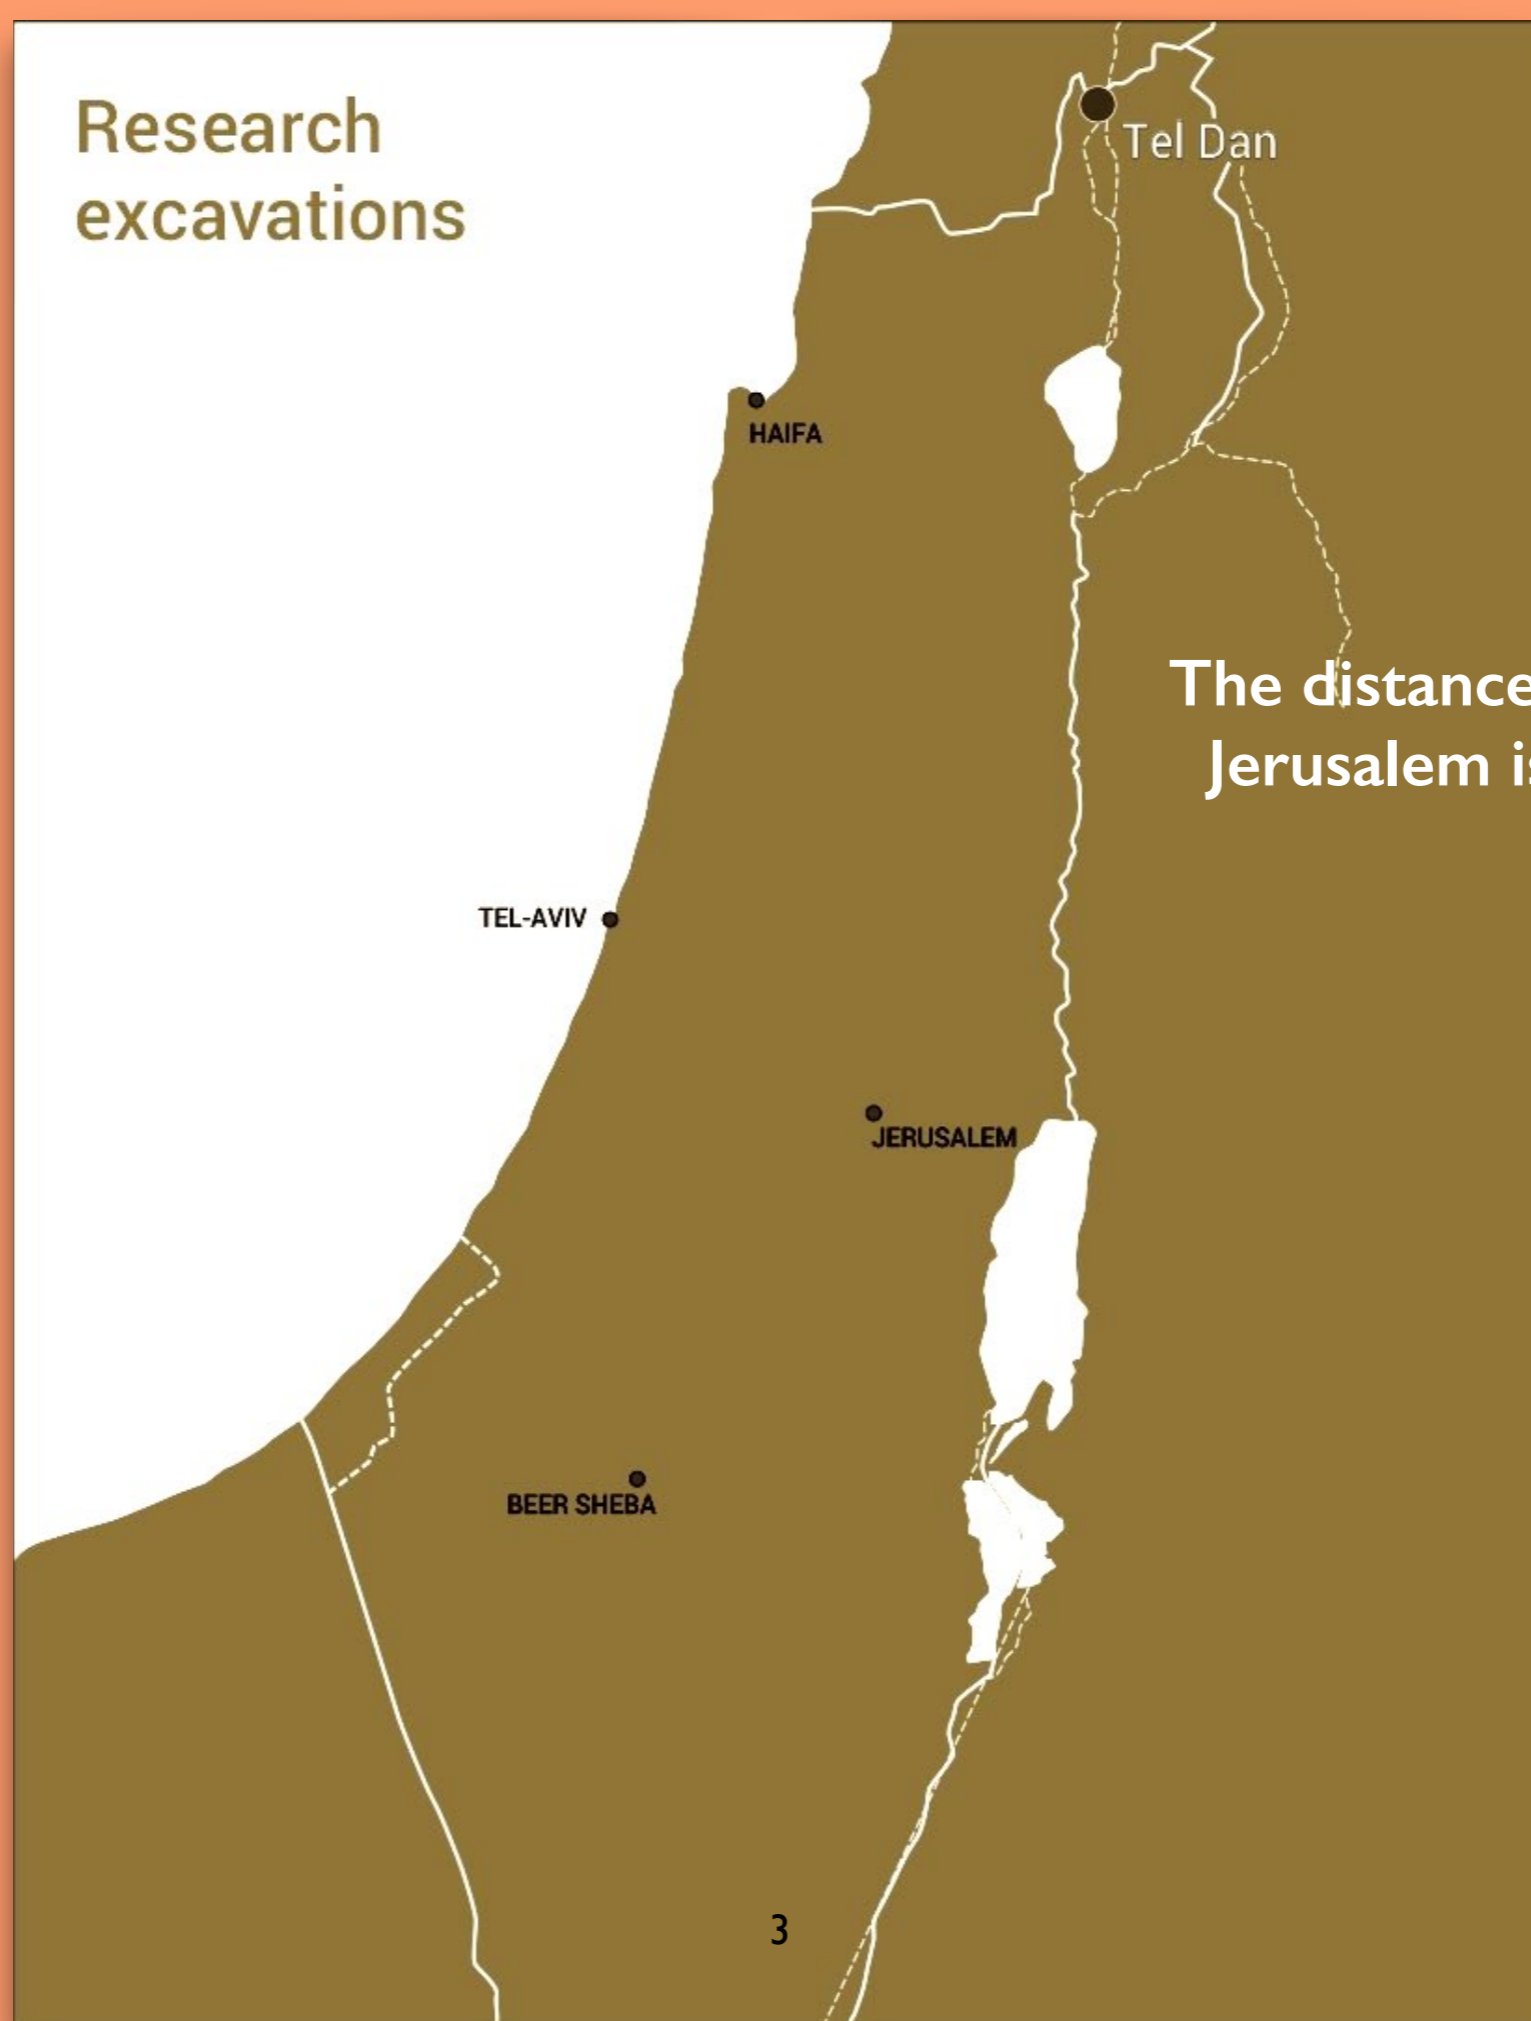 Research
excavations
Tel Dan
HAIFA
The distance
Jerusalem
TEL-AVIV
JERUSALEM
BEER SHEBA
3